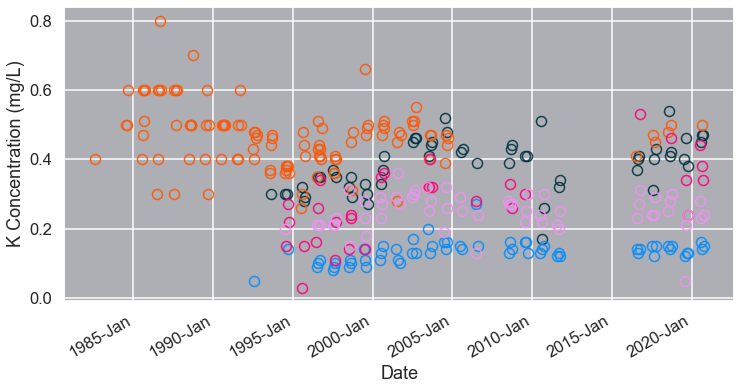 K Concentration (mg/L)
0.8
0.6
0.4
0.2
0.0
1985-Jan
1990-Jan
1995-Jan
2000-Jan
2005-Jan
2010-Jan
2015-Jan
2020-Jan
Date